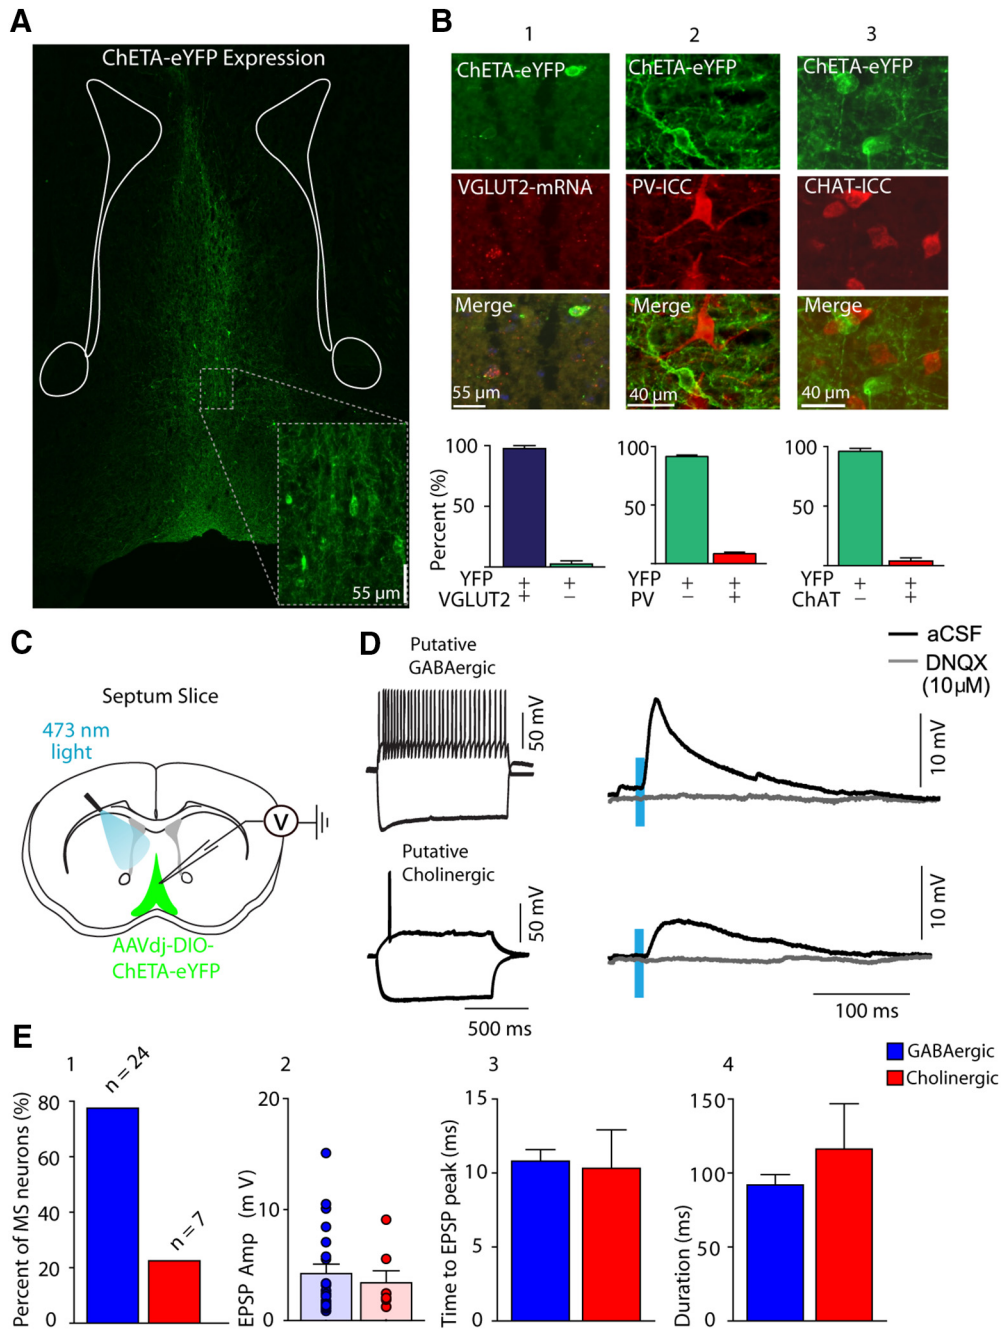 A
ChETA-eYFP Expression
55 µm
B
1
2
3
ChETA-eYFP
ChETA-eYFP
ChETA-eYFP
VGLUT2-mRNA
PV-ICC
CHAT-ICC
Merge
Merge
Merge
55 µm
40 µm
40 µm
Percent (%)
100
50
YFP + +
VGLUT2 + −
100
50
YFP + +
PV − +
100
50
YFP + +
ChAT − +
C
Septum Slice
473 nm
light
V
AAVdj-DIO-
ChETA-eYFP
D
Putative
GABAergic
50 mV
aCSF
DNQX
(10µM)
10 mV
Putative
Cholinergic
50 mV
10 mV
500 ms
100 ms
E
GABAergic
Cholinergic
1
Percent of MS neurons (%)
80
60
40
20
0
n = 24
n = 7
2
EPSP Amp (m V)
20
10
0
3
Time to EPSP peak (ms)
15
10
5
0
4
Duration (ms)
150
100
50
0